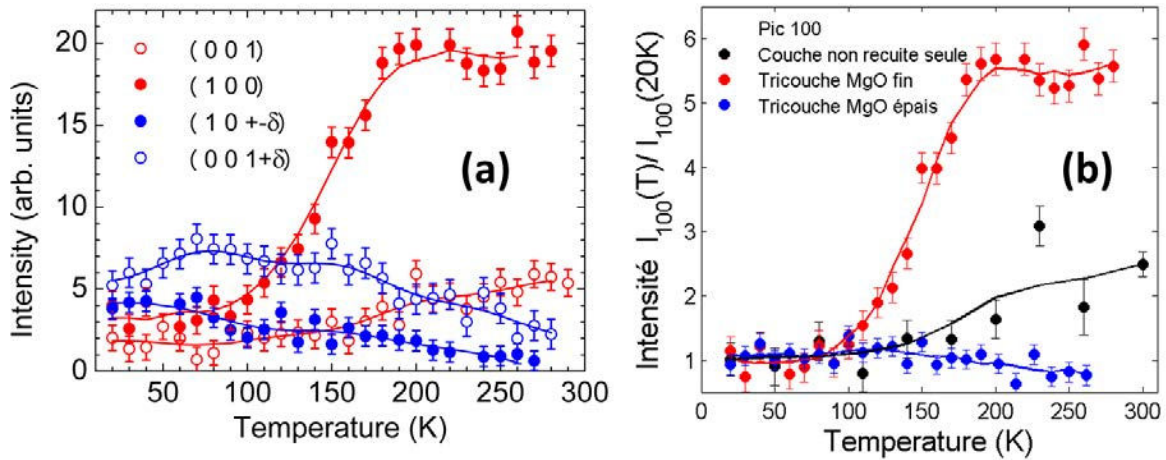 ( 0 0 1)
( 1 0 0)
( 1 0 +-δ)
( 0 0 1+δ)
(a)
Intensity (arb. units)
20
15
10
5
0
0 50 100 150 200 250 300
Temperature (K)
Pic 100
Couche non recuite seule
Tricouche MgO fin
Tricouche MgO épais
(b)
Intensité I100(T)/ I100(20K)
6
5
4
3
2
1
0 50 100 150 200 250 300
Temperature (K)